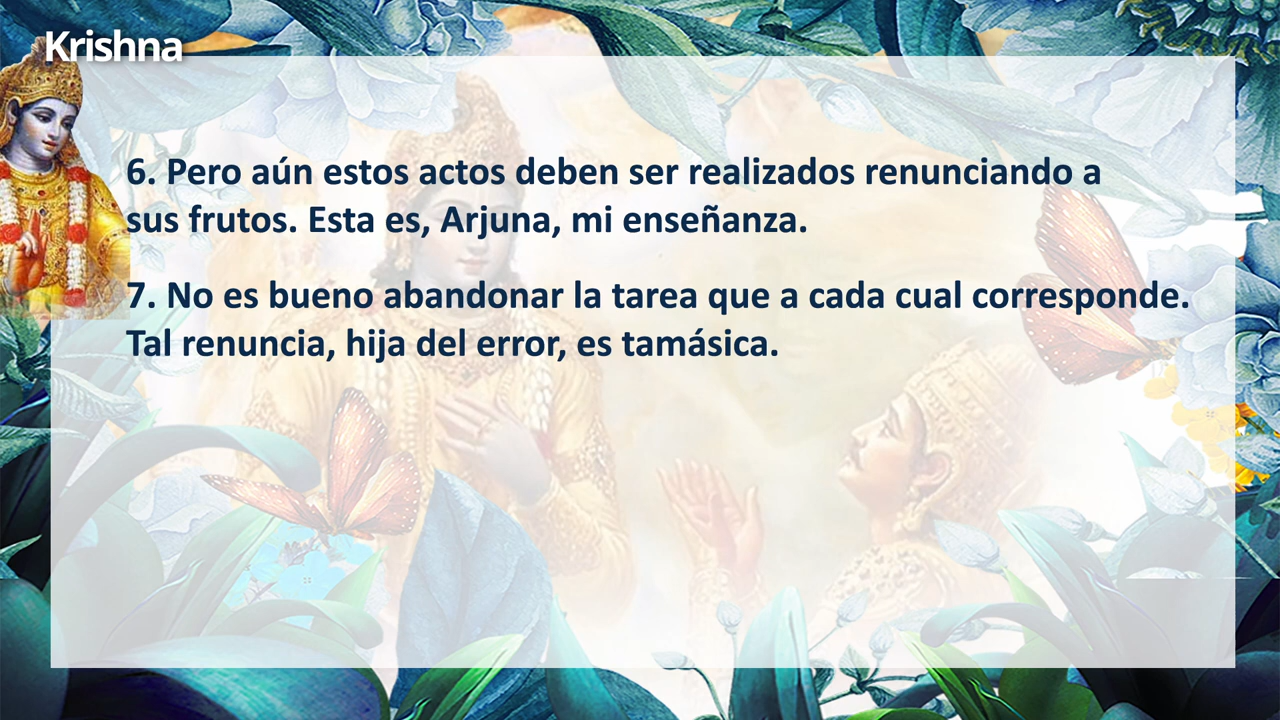 Krishna
6. Pero aún estos actos deben ser realizados renunciando a
sus frutos. Esta es, Arjuna, mi enseñanza.
7. No es bueno abandonar la tarea que a cada cual corresponde.
Tal renuncia, hija del error, es tamásica.